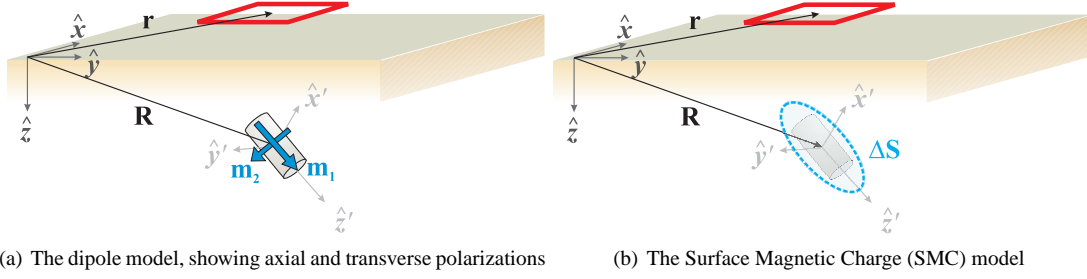 x̂ r
ŷ
ẑ
R
x̂'
ŷ'
m₂ m₁
ẑ'
(a) The dipole model, showing axial and transverse polarizations
x̂ r
ŷ
ẑ
R
x̂'
ŷ'
ΔS
ẑ'
(b) The Surface Magnetic Charge (SMC) model